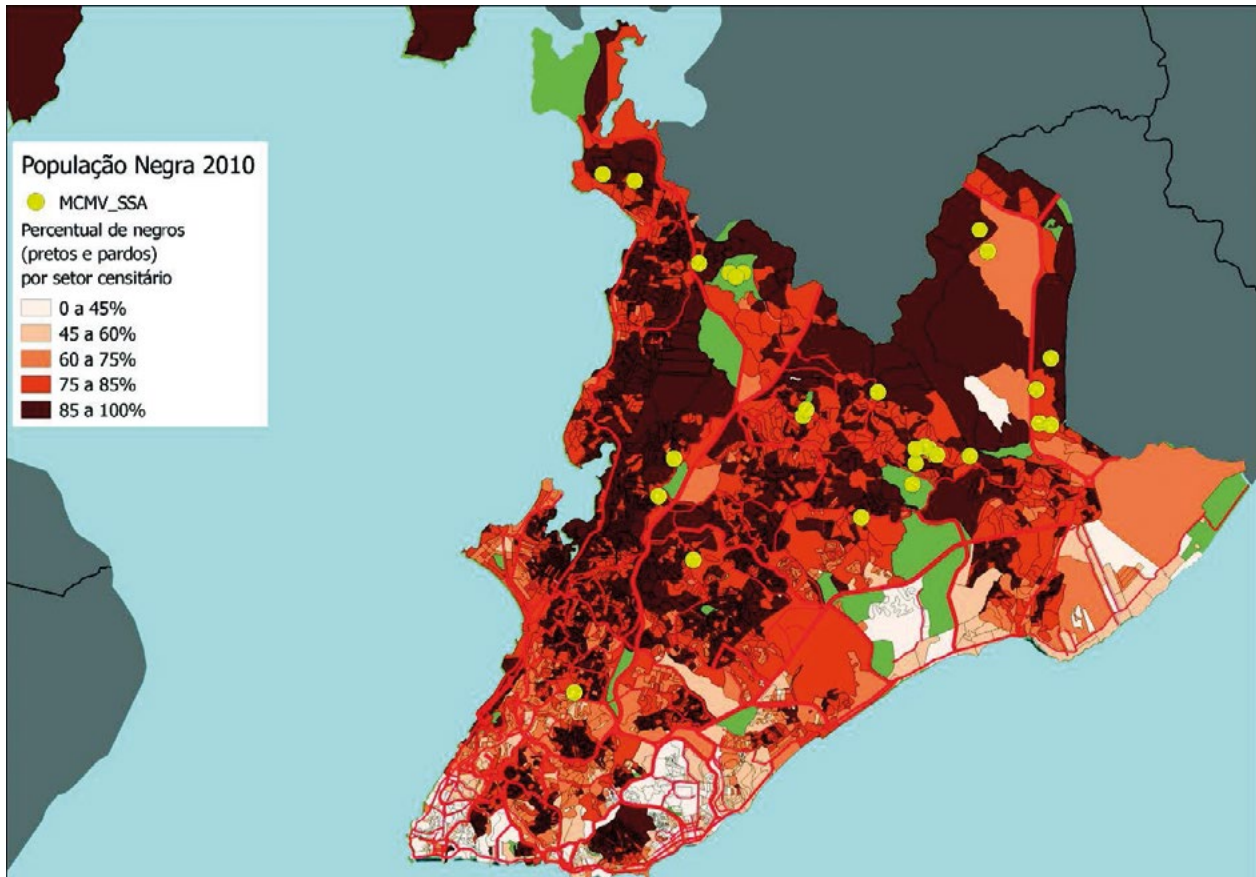 População Negra 2010
MCMV_SSA
Percentual de negros
(pretos e pardos)
por setor censitário
0 a 45%
45 a 60%
60 a 75%
75 a 85%
85 a 100%